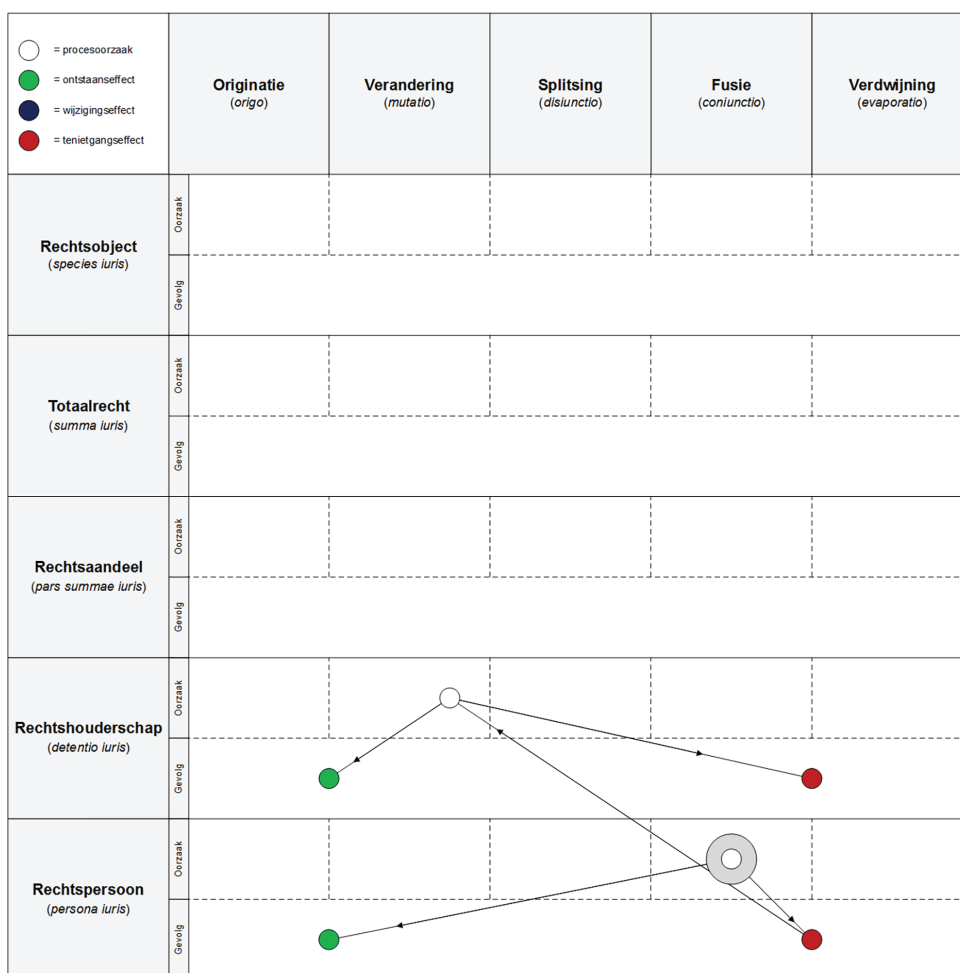 = procesoorzaak
= ontstaanseffect
= wijzigingseffect
= tenietgangseffect
Originatie
(origo)
Verandering
(mutatio)
Splitsing
(disiunctio)
Fusie
(coniunctio)
Verdwijning
(evaporatio)
Rechtsobject
(species iuris)
Oorzaak
Gevolg
Totaalrecht
(summa iuris)
Oorzaak
Gevolg
Rechtsaandeel
(pars summae iuris)
Oorzaak
Gevolg
Rechtshouderschap
(detentio iuris)
Oorzaak
Gevolg
Rechtspersoon
(persona iuris)
Oorzaak
Gevolg